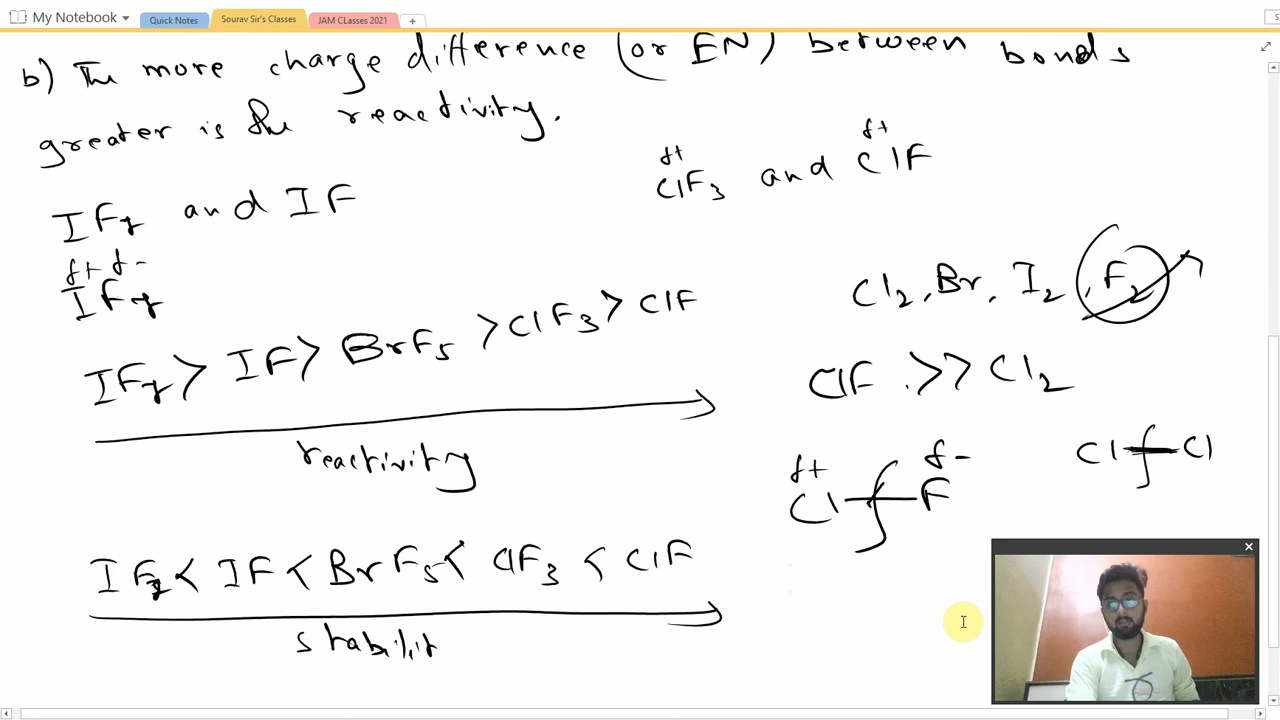 My Notebook
Quick Notes
Sourav Sir's Classes
JAM CLasses 2021
b) The more charge difference (or EN) between bonds
greater is the reactivity.
IF7 and IF
δ+ δ-
IF7
δ+ δ+
ClF3 and ClF
Cl2, Br, I2, F2
IF7 > IF > BrF5 > ClF3 > ClF
reactivity
ClF >> Cl2
δ+ δ-
Cl-F
Cl-Cl
IF7 < IF < BrF5 < ClF3 < ClF
stabilit